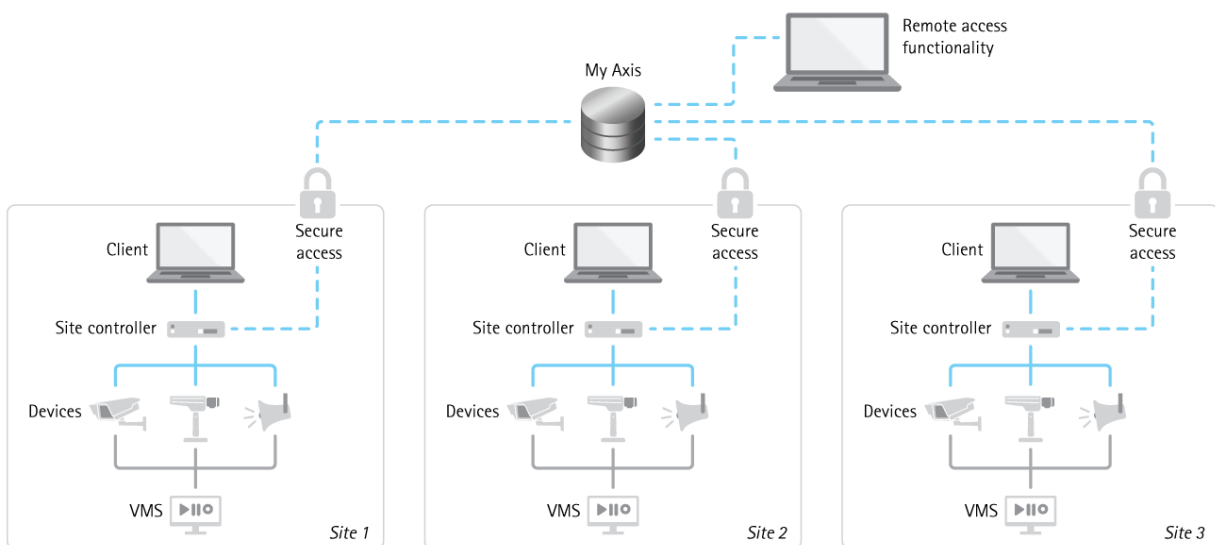 Remote access
functionality
My Axis
Client
Secure
access
Site controller
Devices
VMS
Site 1
Client
Secure
access
Site controller
Devices
VMS
Site 2
Client
Secure
access
Site controller
Devices
VMS
Site 3